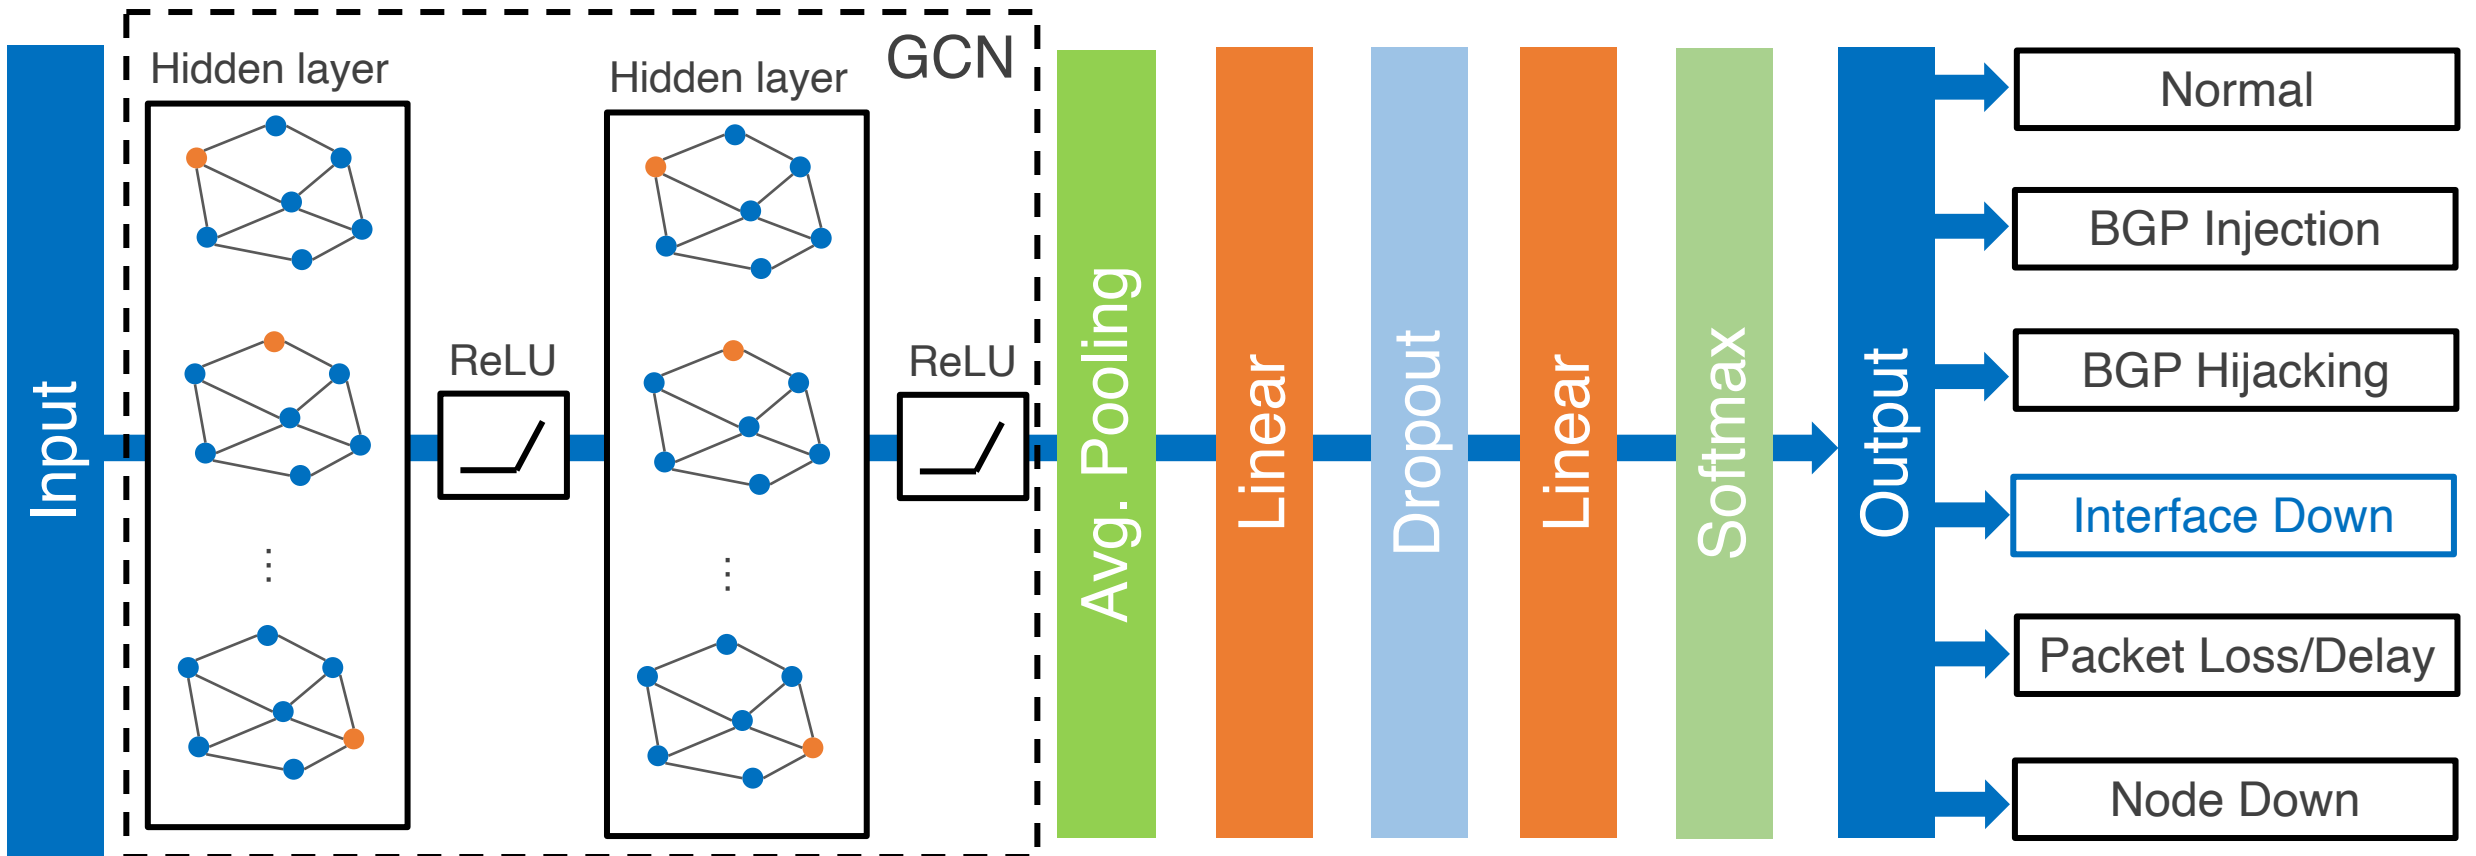 Input
GCN
Hidden layer
⋮
ReLU
Hidden layer
⋮
ReLU
Avg. Pooling
Linear
Dropout
Linear
Softmax
Output
Normal
BGP Injection
BGP Hijacking
Interface Down
Packet Loss/Delay
Node Down